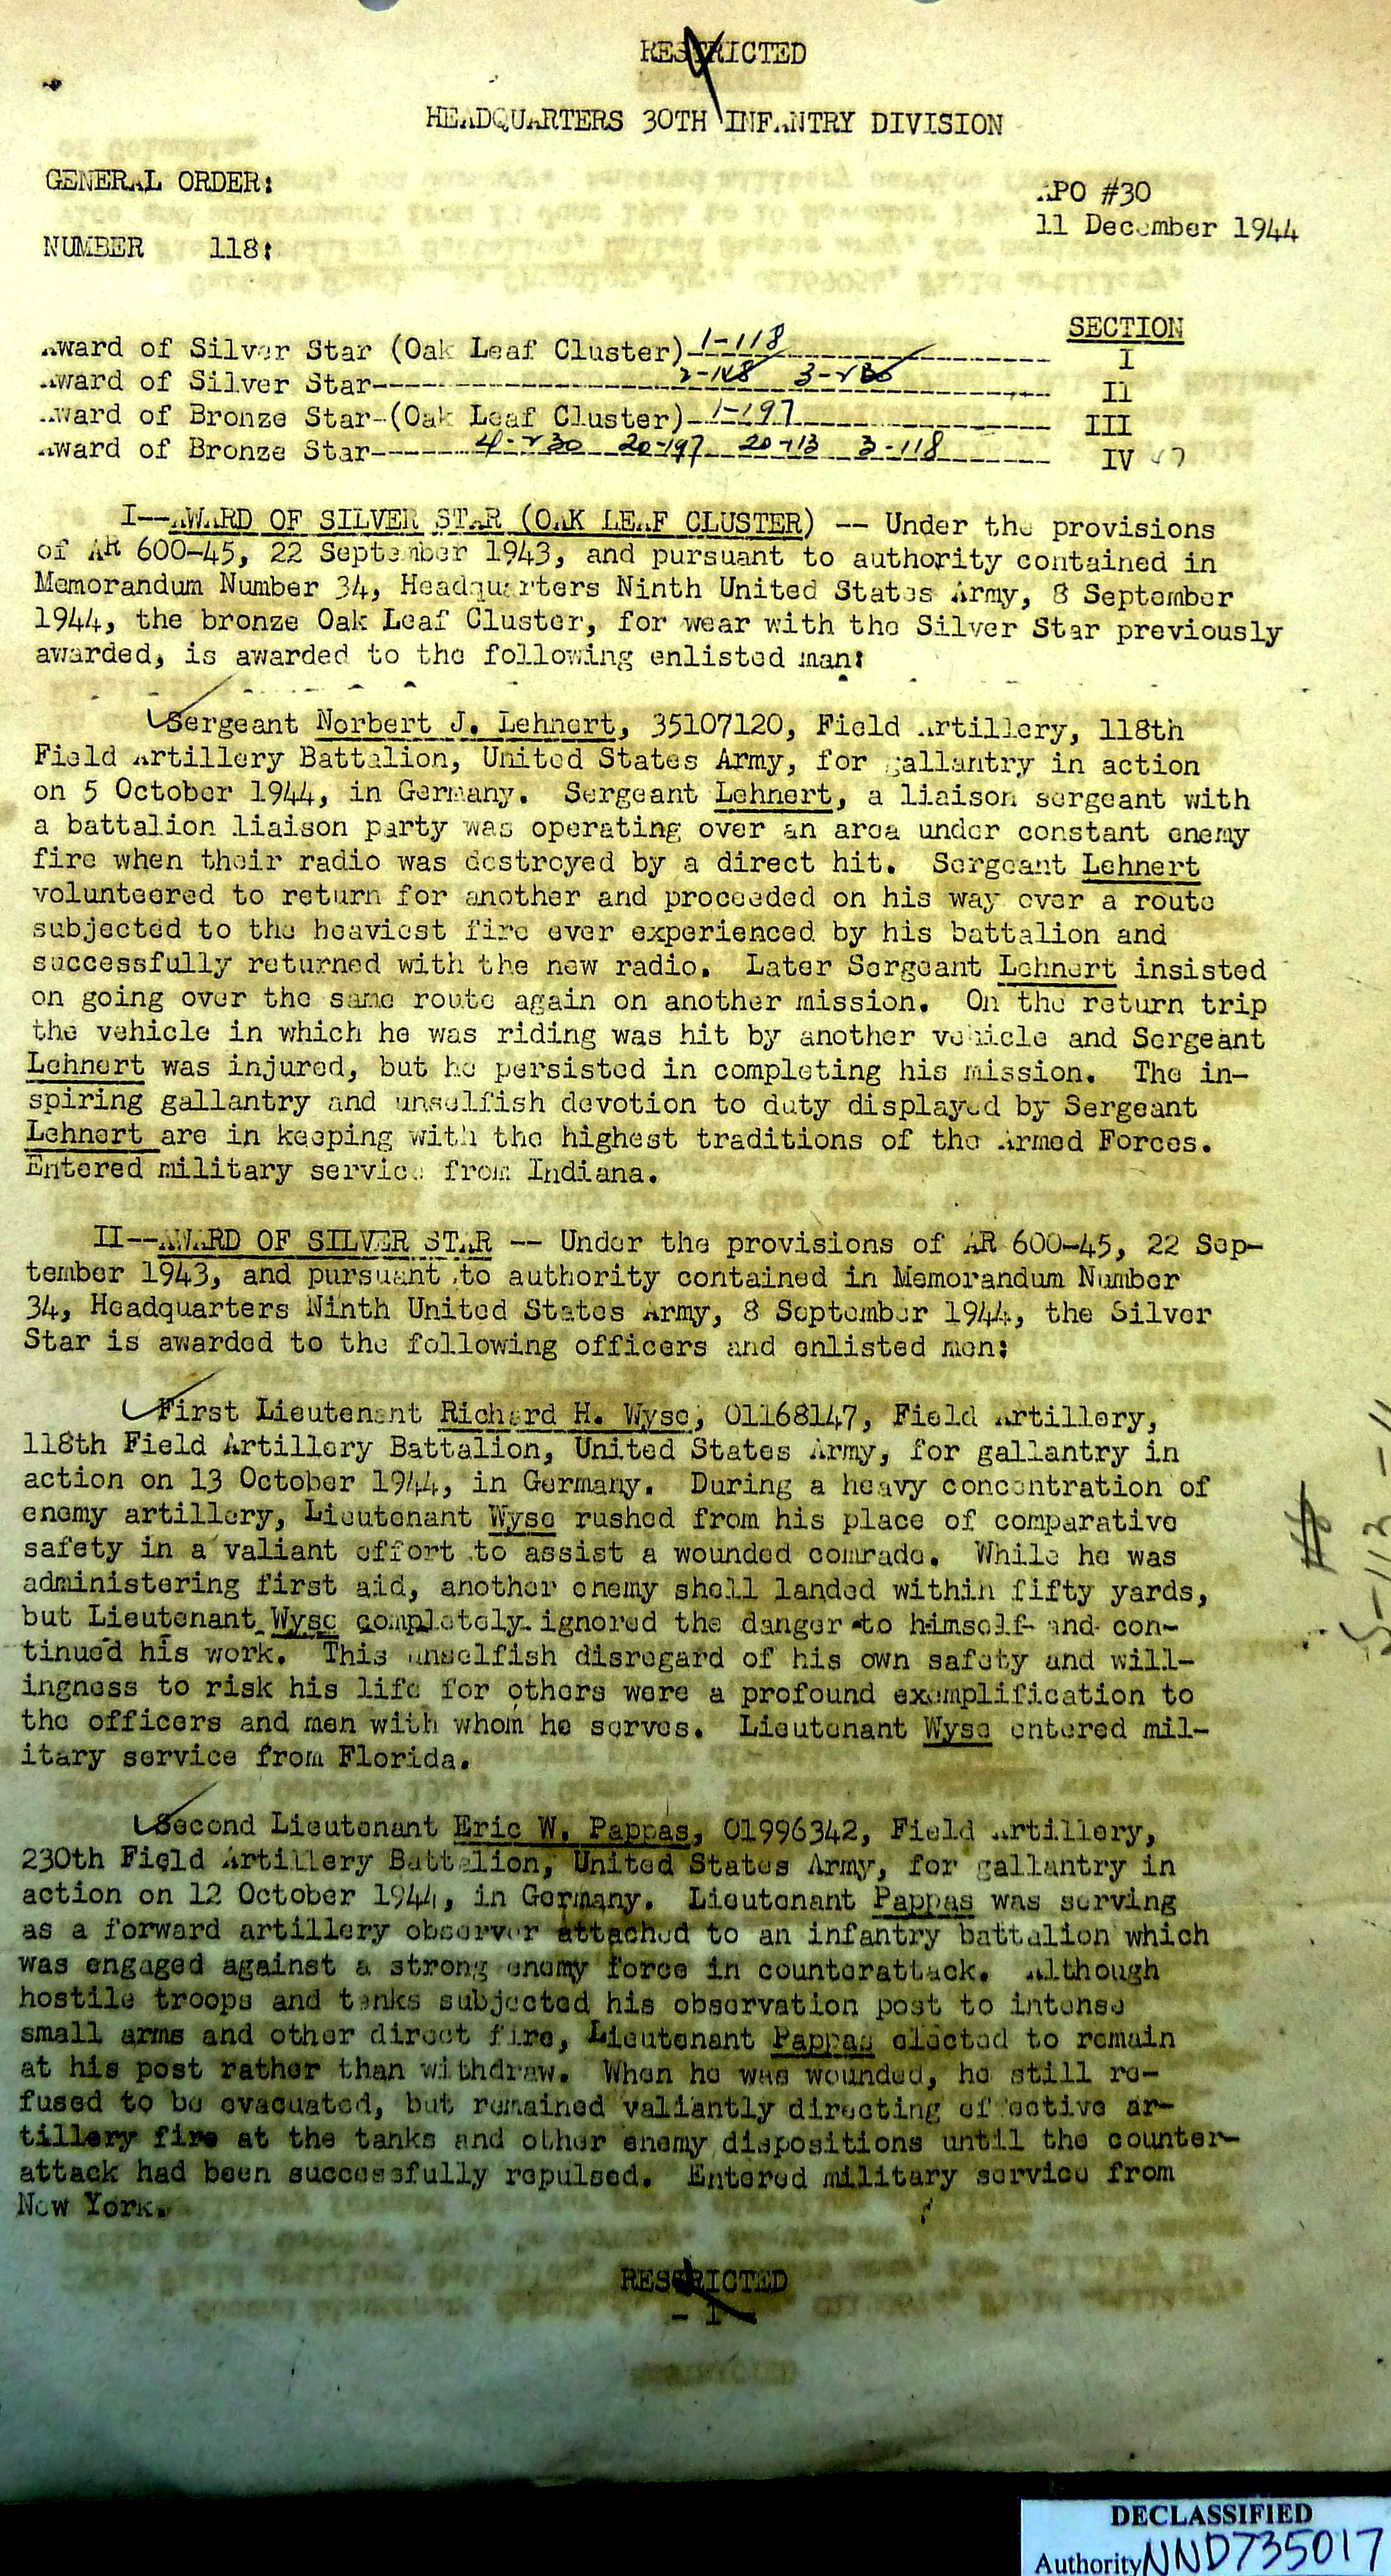 RESTRICTED
HEADQUARTERS 30TH INFANTRY DIVISION
GENERAL ORDER:
APO #30
11 December 1944
NUMBER 118:
SECTION
Award of Silver Star (Oak Leaf Cluster)-1-118---------- I
Award of Silver Star---------- II
Award of Bronze Star-(Oak Leaf Cluster)-1-197---------- III
Award of Bronze Star-------4-230 20-197 20-113 3-118------- IV
I--AWARD OF SILVER STAR (OAK LEAF CLUSTER) -- Under the provisions
of AR 600-45, 22 September 1943, and pursuant to authority contained in
Memorandum Number 34, Headquarters Ninth United States Army, 8 September
1944, the bronze Oak Leaf Cluster, for wear with the Silver Star previously
awarded, is awarded to the following enlisted man:
Sergeant Norbert J. Lehnert, 35107120, Field Artillery, 118th
Field Artillery Battalion, United States Army, for gallantry in action
on 5 October 1944, in Germany. Sergeant Lehnert, a liaison sergeant with
a battalion liaison party was operating over an area under constant enemy
fire when their radio was destroyed by a direct hit. Sergeant Lehnert
volunteered to return for another and proceeded on his way over a route
subjected to the heaviest fire ever experienced by his battalion and
successfully returned with the new radio. Later Sergeant Lehnert insisted
on going over the same route again on another mission. On the return trip
the vehicle in which he was riding was hit by another vehicle and Sergeant
Lehnert was injured, but he persisted in completing his mission. The in-
spiring gallantry and unselfish devotion to duty displayed by Sergeant
Lehnert are in keeping with the highest traditions of the Armed Forces.
Entered military service from Indiana.
II--AWARD OF SILVER STAR -- Under the provisions of AR 600-45, 22 Sep-
tember 1943, and pursuant to authority contained in Memorandum Number
34, Headquarters Ninth United States Army, 8 September 1944, the Silver
Star is awarded to the following officers and enlisted men:
First Lieutenant Richard H. Wyse, 01168147, Field Artillery,
118th Field Artillery Battalion, United States Army, for gallantry in
action on 13 October 1944, in Germany. During a heavy concentration of
enemy artillery, Lieutenant Wyse rushed from his place of comparative
safety in a valiant effort to assist a wounded comrade. While he was
administering first aid, another enemy shell landed within fifty yards,
but Lieutenant Wyse completely ignored the danger to himself and con-
tinued his work. This unselfish disregard of his own safety and will-
ingness to risk his life for others were a profound exemplification to
the officers and men with whom he serves. Lieutenant Wyse entered mil-
itary service from Florida.
Second Lieutenant Eric W. Pappas, 01996342, Field Artillery,
230th Field Artillery Battalion, United States Army, for gallantry in
action on 12 October 1944, in Germany. Lieutenant Pappas was serving
as a forward artillery observer attached to an infantry battalion which
was engaged against a strong enemy force in counterattack. Although
hostile troops and tanks subjected his observation post to intense
small arms and other direct fire, Lieutenant Pappas elected to remain
at his post rather than withdraw. When he was wounded, he still re-
fused to be evacuated, but remained valiantly directing effective ar-
tillery fire at the tanks and other enemy dispositions until the counter-
attack had been successfully repulsed. Entered military service from
New York.
RESTRICTED
- 1 -
DECLASSIFIED
Authority NND735017